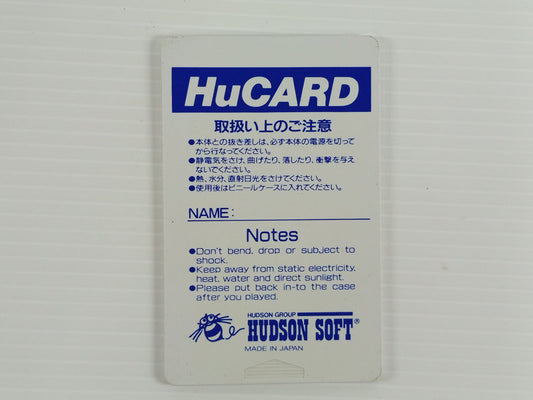 HuCARD
取扱い上のご注意
●本体との抜き差しは、必ず本体の電源を切って
から行なってください。
●静電気をさけ、曲げたり、落したり、衝撃を与え
ないでください。
●熱、水分、直射日光をさけてください。
●使用後はビニールケースに入れてください。
NAME:
Notes
●Don't bend, drop or subject to
shock.
●Keep away from static electricity,
heat, water and direct sunlight.
●Please put back in-to the case
after you played.
HUDSON GROUP
HUDSON SOFT®
MADE IN JAPAN